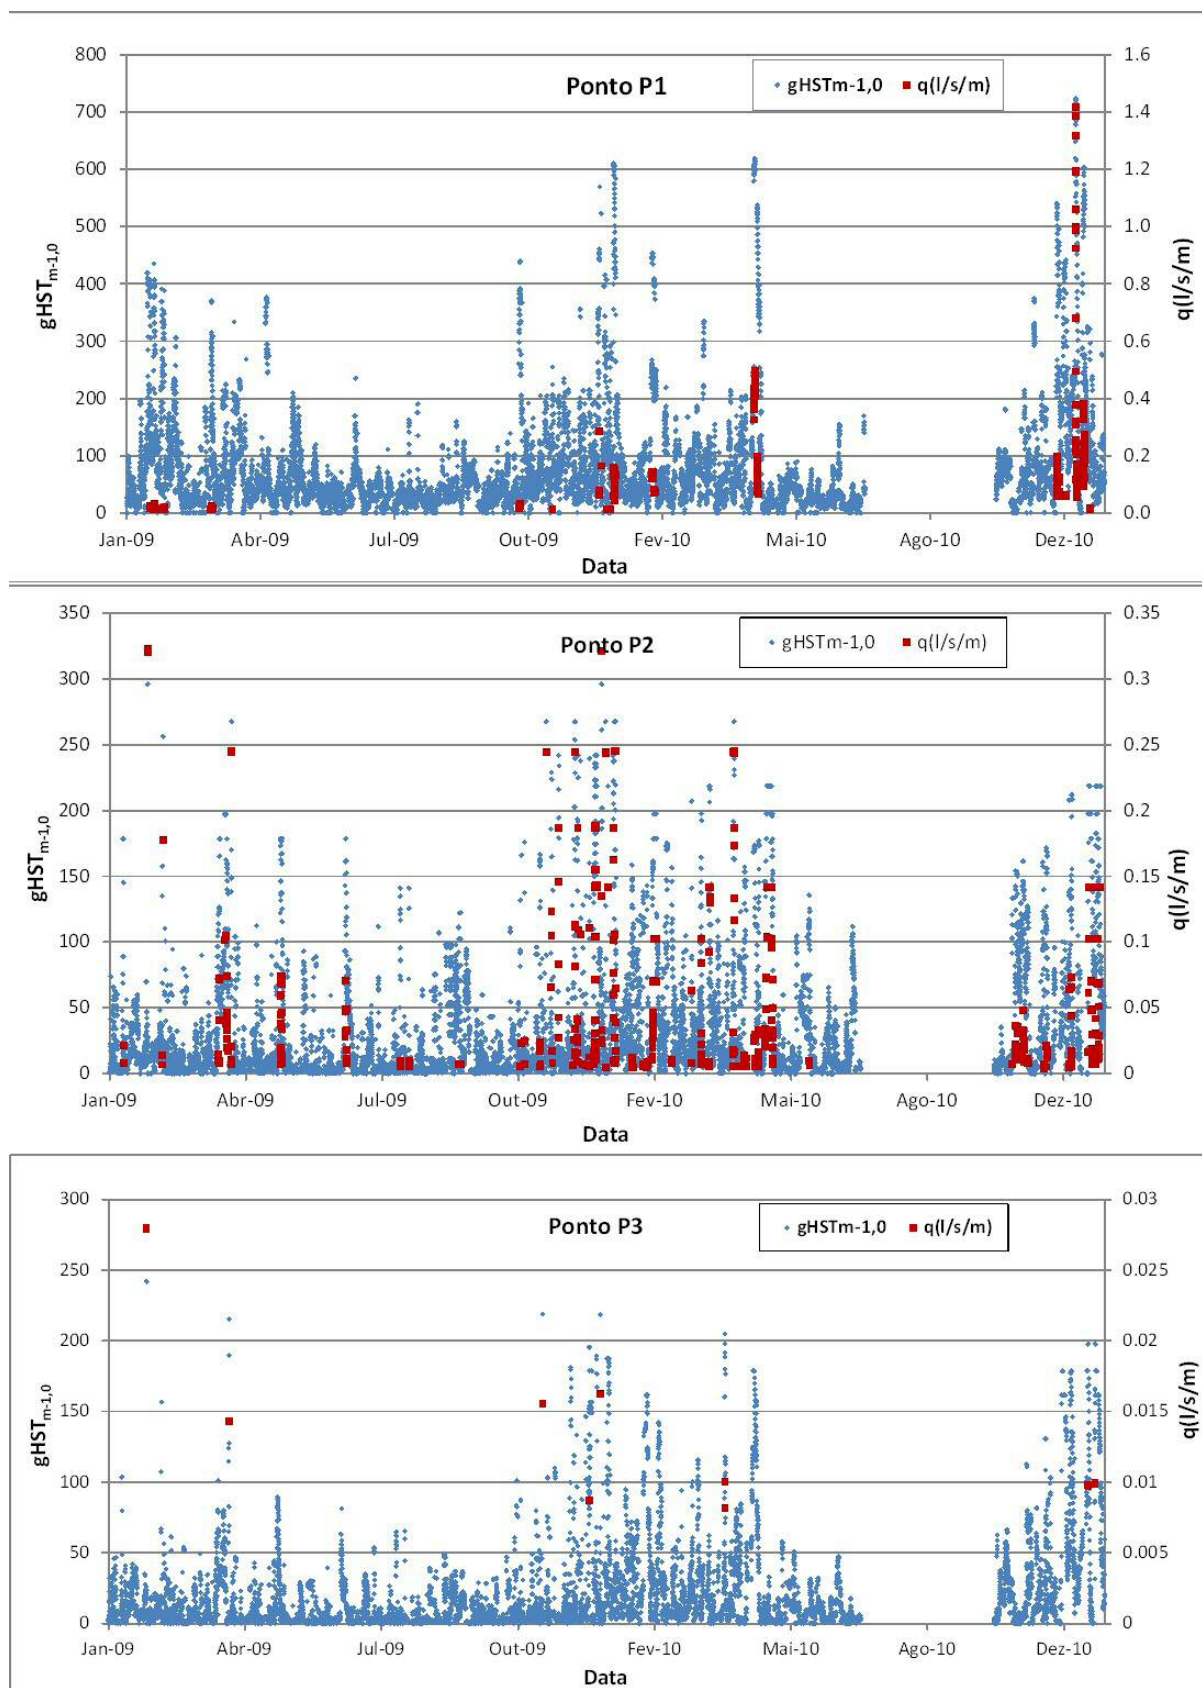 Ponto P1
gHSTm-1,0 q(l/s/m)
800
700
600
500
400
300
200
100
0
gHSTm-1,0
1.6
1.4
1.2
1.0
0.8
0.6
0.4
0.2
0.0
q(l/s/m)
Jan-09 Abr-09 Jul-09 Out-09 Fev-10 Mai-10 Ago-10 Dez-10
Data
Ponto P2
gHSTm-1,0 q(l/s/m)
350
300
250
200
150
100
50
0
gHSTm-1,0
0.35
0.3
0.25
0.2
0.15
0.1
0.05
0
q(l/s/m)
Jan-09 Abr-09 Jul-09 Out-09 Fev-10 Mai-10 Ago-10 Dez-10
Data
Ponto P3
gHSTm-1,0 q(l/s/m)
300
250
200
150
100
50
0
gHSTm-1,0
0.03
0.025
0.02
0.015
0.01
0.005
0
q(l/s/m)
Jan-09 Abr-09 Jul-09 Out-09 Fev-10 Mai-10 Ago-10 Dez-10
Data